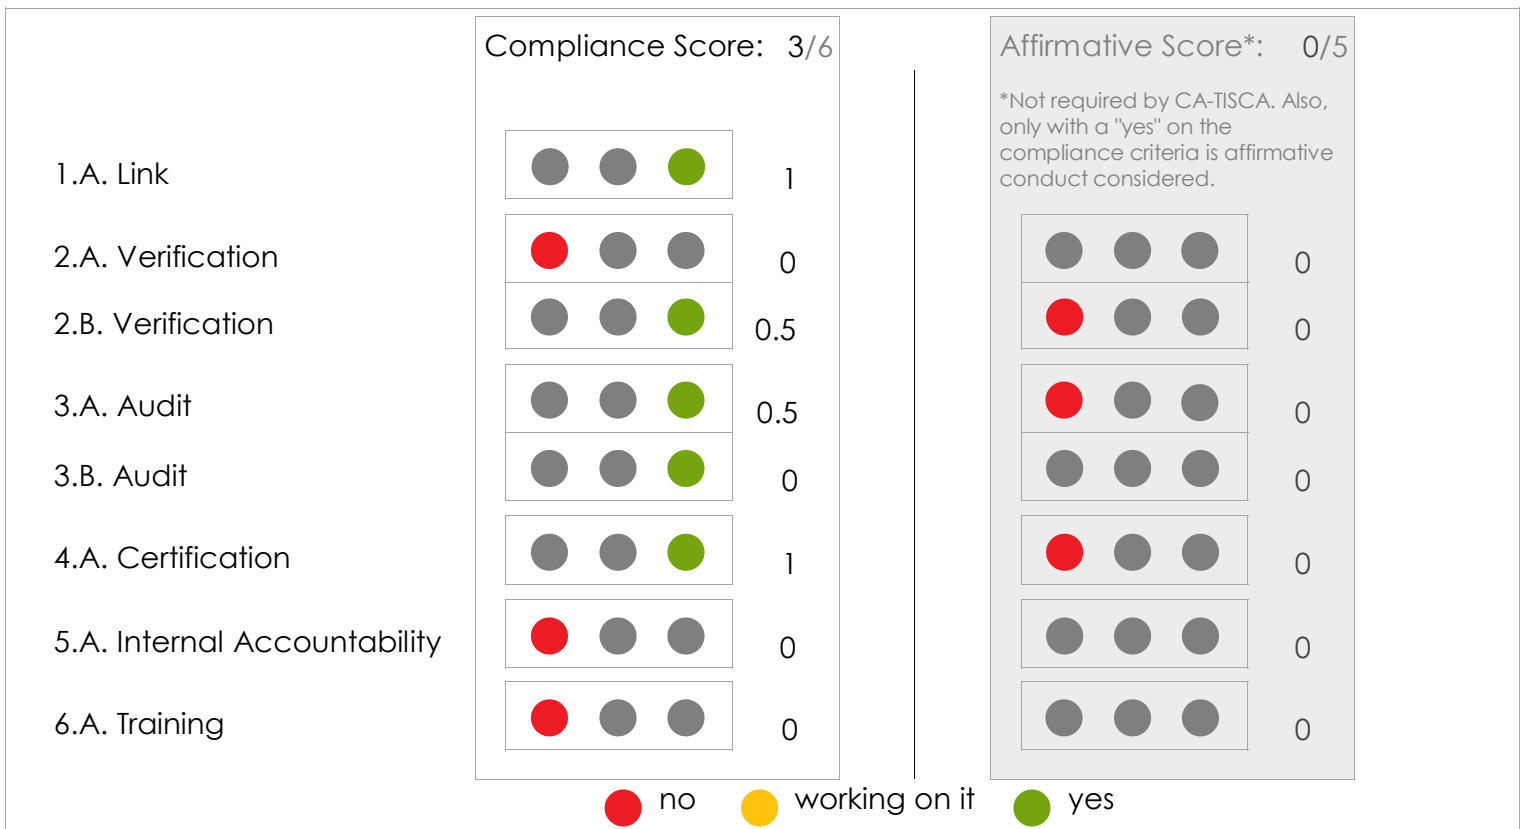 Compliance Score: 3/6
Affirmative Score*: 0/5
*Not required by CA-TISCA. Also,
only with a "yes" on the
compliance criteria is affirmative
conduct considered.
1.A. Link 1
2.A. Verification 0 0
2.B. Verification 0.5 0
3.A. Audit 0.5 0
3.B. Audit 0 0
4.A. Certification 1 0
5.A. Internal Accountability 0 0
6.A. Training 0 0
no working on it yes